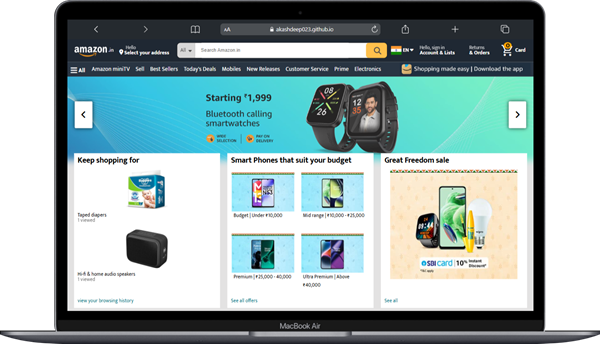 AA akashdeep023.github.io
amazon.in
Hello
Select your address
All
Search Amazon.in
EN
Hello, sign in
Account & Lists
Returns
& Orders
0
Cart
All Amazon miniTV Sell Best Sellers Today's Deals Mobiles New Releases Customer Service Prime Electronics Shopping made easy | Download the app
Starting ₹1,999
Bluetooth calling
smartwatches
WIDE
SELECTION
PAY ON
DELIVERY
Keep shopping for
Taped diapers
1 viewed
Hi-fi & home audio speakers
1 viewed
view your browsing history
Smart Phones that suit your budget
Budget | Under ₹10,000
Mid range | ₹10,000 - ₹25,000
Premium | ₹25,000 - 40,000
Ultra Premium | Above
₹40,000
See all offers
Great Freedom sale
SBI card | 10% Instant
Discount*
See all
MacBook Air